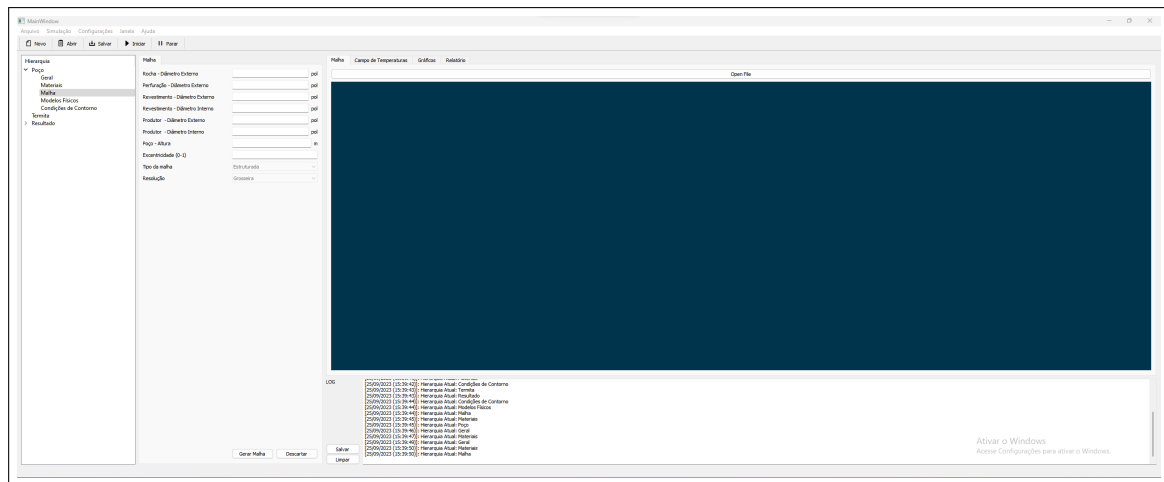 MainWindow
Arquivo Simulação Configurações Janela Ajuda
Novo Abrir Salvar Iniciar Parar
Hierarquia
Poço
Geral
Materiais
Malha
Modelos Físicos
Condições de Contorno
Termita
Resultado
Malha
Rocha - Diâmetro Externo pol
Perfuração - Diâmetro Externo pol
Revestimento - Diâmetro Externo pol
Revestimento - Diâmetro Interno pol
Produtor - Diâmetro Externo pol
Produtor - Diâmetro Interno pol
Poço - Altura m
Excentricidade (0-1)
Tipo da malha Estruturada
Resolução Grosseira
Gerar Malha Descartar
Malha Campo de Temperaturas Gráficos Relatório
Open File
LOG
[25/09/2023 (15:39:42)]: Hierarquia Atual: Condições de Contorno
[25/09/2023 (15:39:43)]: Hierarquia Atual: Termita
[25/09/2023 (15:39:43)]: Hierarquia Atual: Resultado
[25/09/2023 (15:39:44)]: Hierarquia Atual: Condições de Contorno
[25/09/2023 (15:39:44)]: Hierarquia Atual: Modelos Físicos
[25/09/2023 (15:39:44)]: Hierarquia Atual: Malha
[25/09/2023 (15:39:45)]: Hierarquia Atual: Materiais
[25/09/2023 (15:39:45)]: Hierarquia Atual: Poço
[25/09/2023 (15:39:46)]: Hierarquia Atual: Geral
[25/09/2023 (15:39:47)]: Hierarquia Atual: Materiais
[25/09/2023 (15:39:49)]: Hierarquia Atual: Geral
[25/09/2023 (15:39:50)]: Hierarquia Atual: Materiais
[25/09/2023 (15:39:50)]: Hierarquia Atual: Malha
Salvar
Limpar
Ativar o Windows
Acesse Configurações para ativar o Windows.